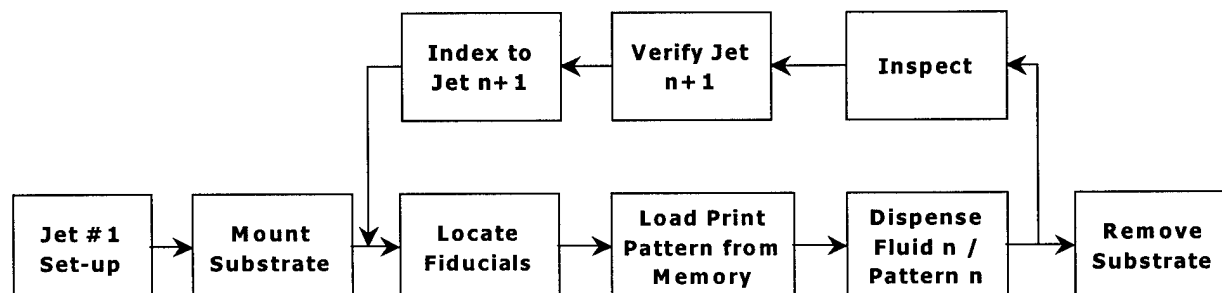 Index to
Jet n+1
Verify Jet
n+1
Inspect
Jet #1
Set-up
Mount
Substrate
Locate
Fiducials
Load Print
Pattern from
Memory
Dispense
Fluid n /
Pattern n
Remove
Substrate